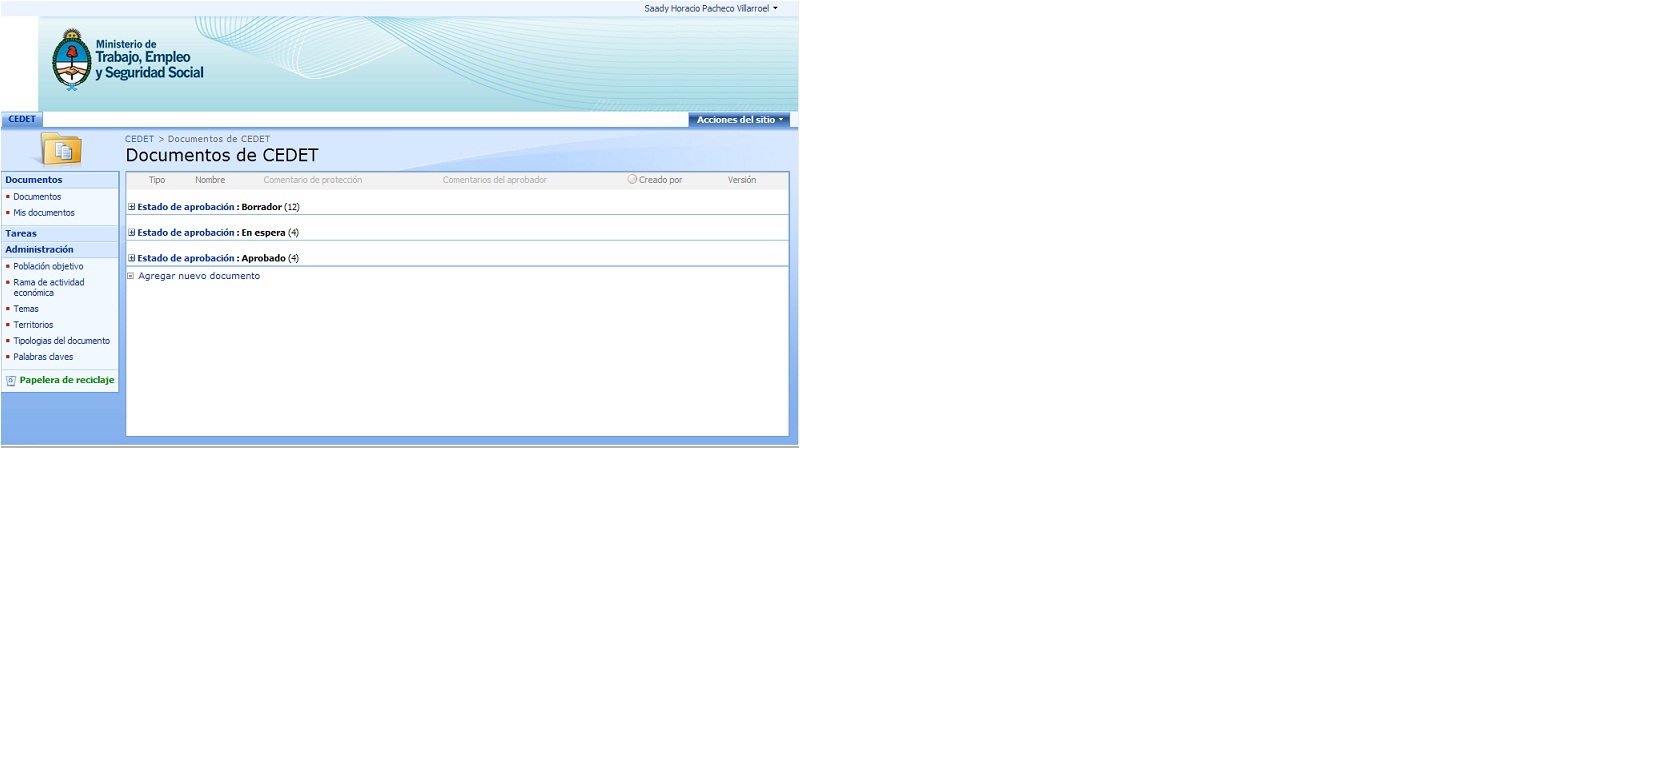 Saady Horacio Pacheco Villarroel
Ministerio de
Trabajo, Empleo
y Seguridad Social
CEDET
Acciones del sitio
CEDET > Documentos de CEDET
Documentos de CEDET
Documentos
Documentos
Mis documentos
Tareas
Administración
Población objetivo
Rama de actividad
económica
Temas
Territorios
Tipologias del documento
Palabras claves
Papelera de reciclaje
Tipo Nombre Comentario de protección Comentarios del aprobador Creado por Versión
Estado de aprobación : Borrador (12)
Estado de aprobación : En espera (4)
Estado de aprobación : Aprobado (4)
Agregar nuevo documento